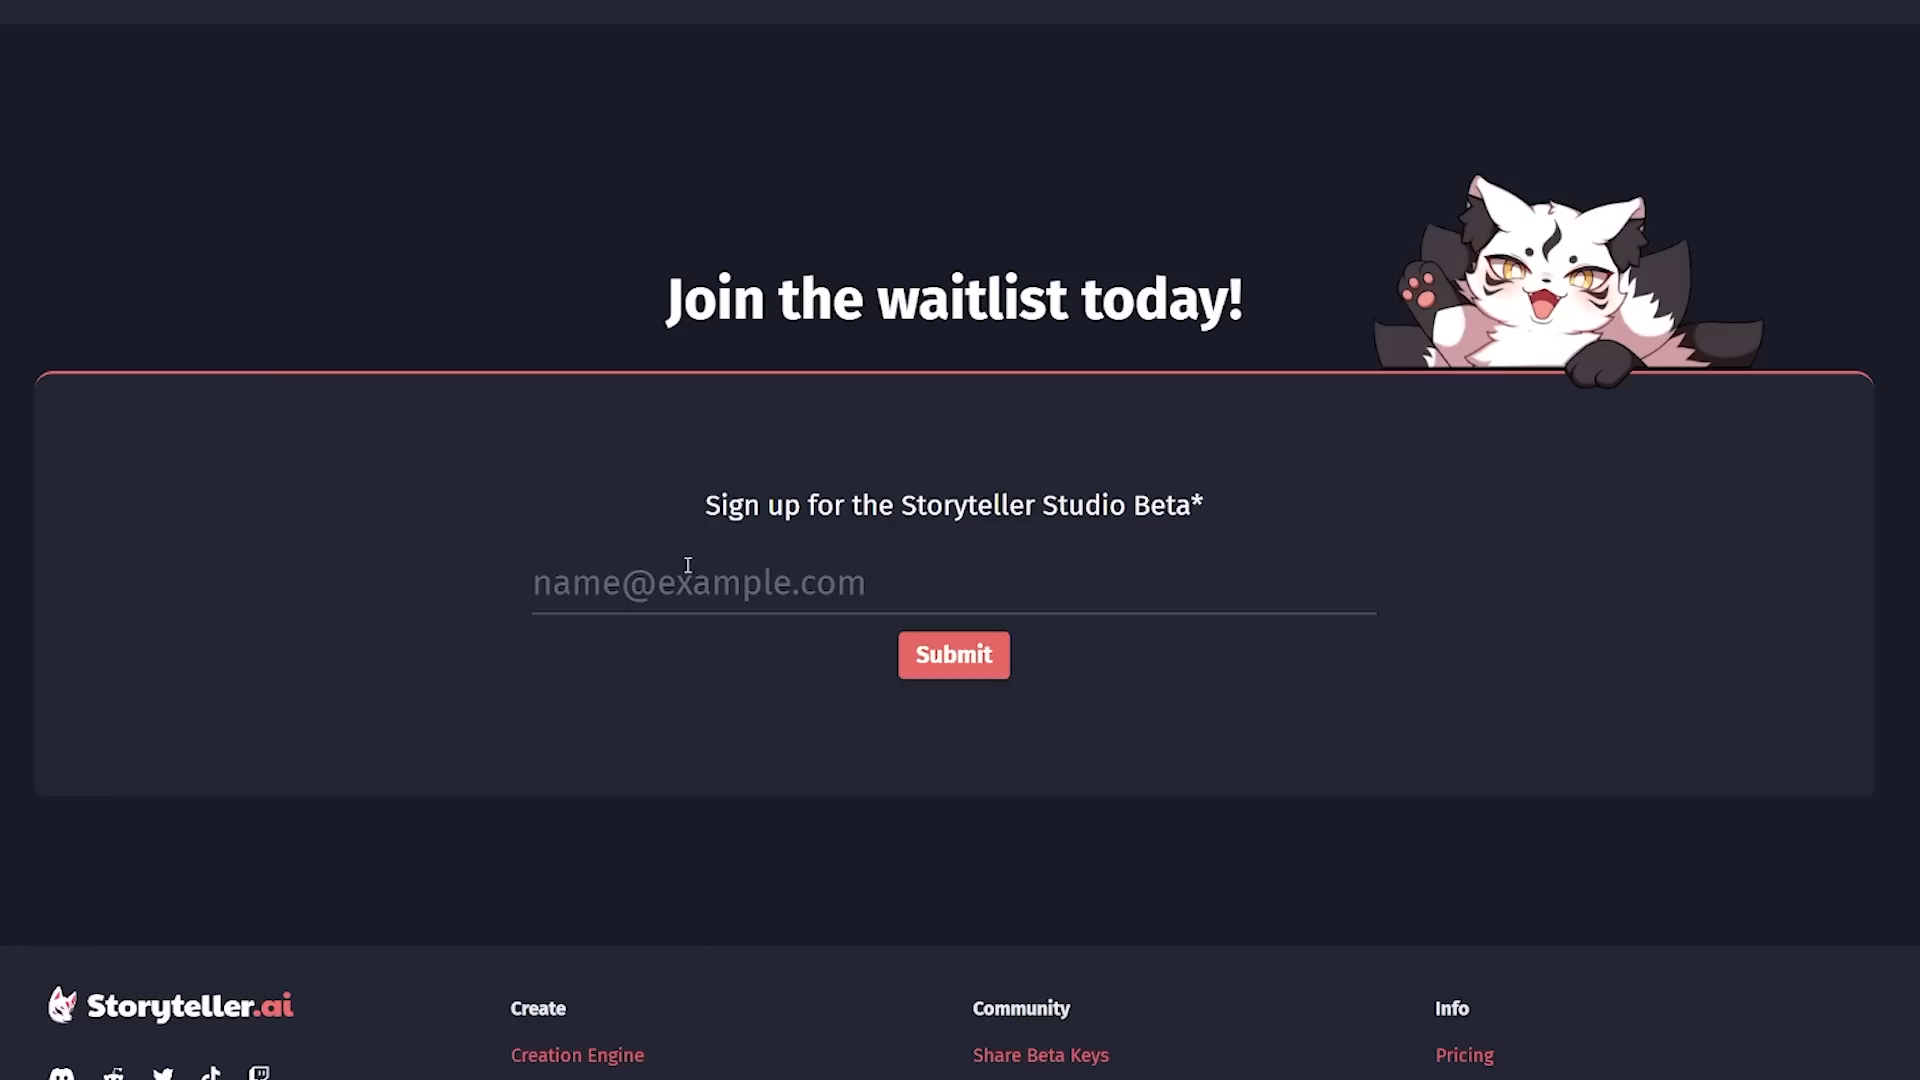 Join the waitlist today!
Sign up for the Storyteller Studio Beta*
name@example.com
Submit
Storyteller.ai
Create
Community
Info
Creation Engine
Share Beta Keys
Pricing